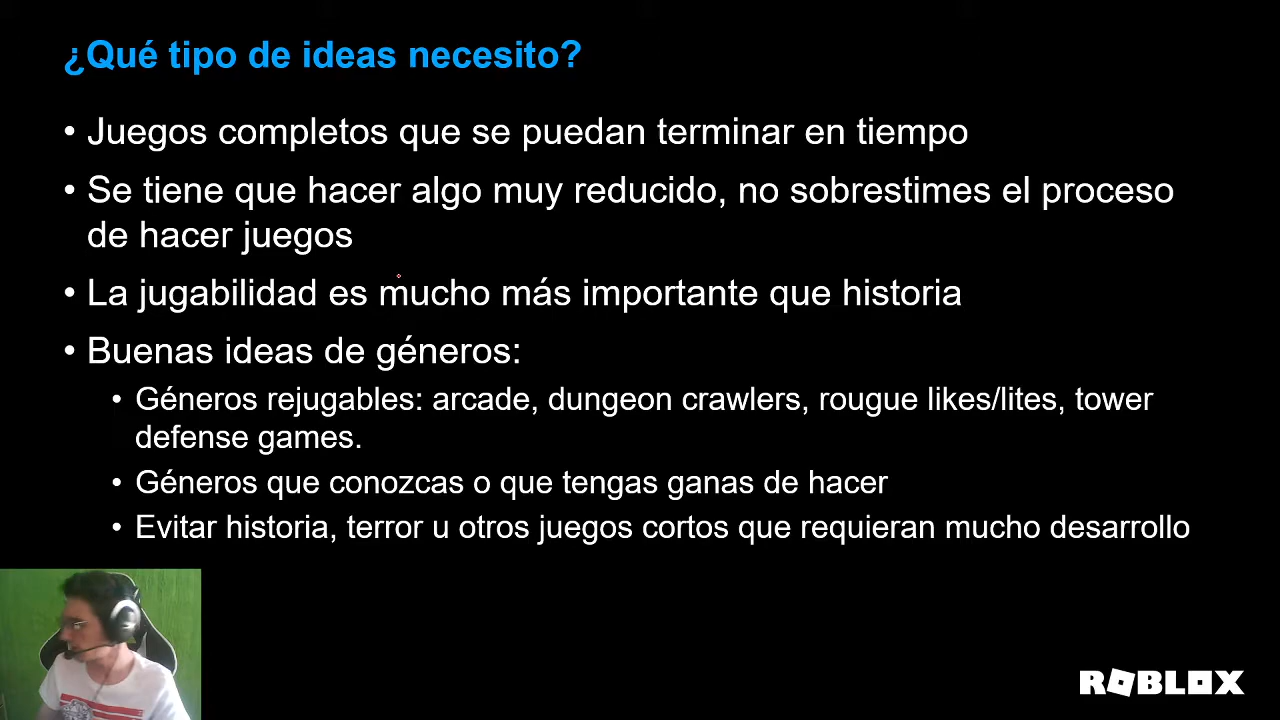 ¿Qué tipo de ideas necesito?
• Juegos completos que se puedan terminar en tiempo
• Se tiene que hacer algo muy reducido, no sobrestimes el proceso
de hacer juegos
• La jugabilidad es mucho más importante que historia
• Buenas ideas de géneros:
• Géneros rejugables: arcade, dungeon crawlers, rougue likes/lites, tower
defense games.
• Géneros que conozcas o que tengas ganas de hacer
• Evitar historia, terror u otros juegos cortos que requieran mucho desarrollo
ROBLOX